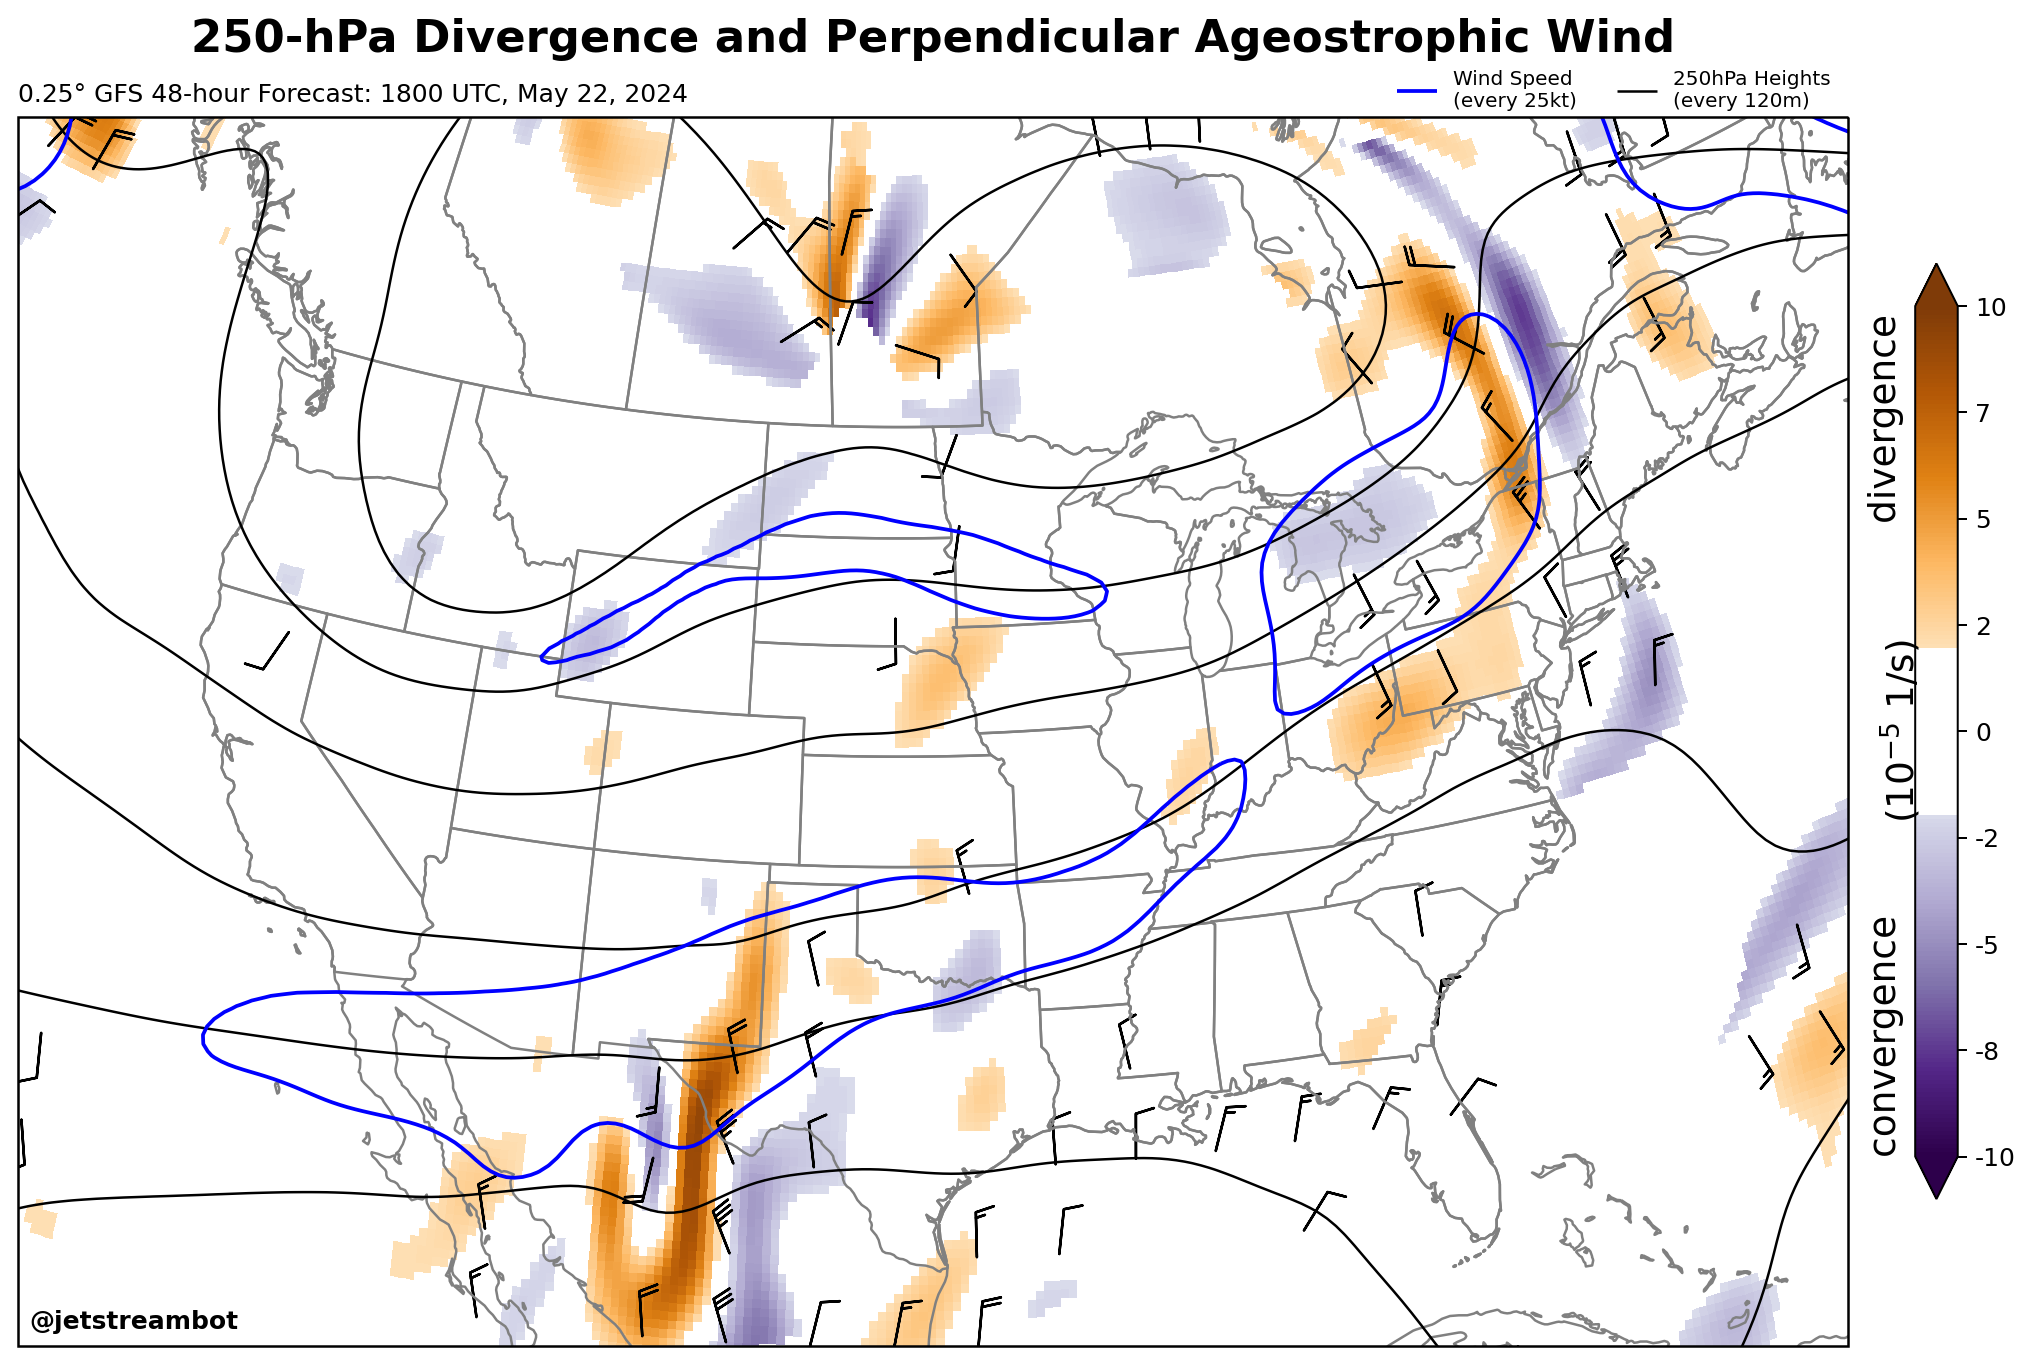 250-hPa Divergence and Perpendicular Ageostrophic Wind
0.25° GFS 48-hour Forecast: 1800 UTC, May 22, 2024
Wind Speed
(every 25kt)
250hPa Heights
(every 120m)
10
7
5
2
0
-2
-5
-8
-10
convergence
(10⁻⁵ 1/s)
divergence
@jetstreambot